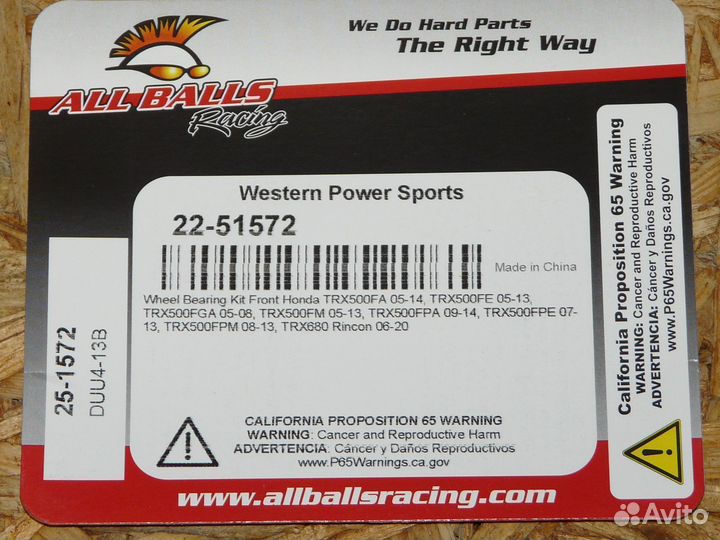 We Do Hard Parts
The Right Way
ALL BALLS
Racing
Western Power Sports
22-51572
Made in China
Wheel Bearing Kit Front Honda TRX500FA 05-14, TRX500FE 05-13,
TRX500FGA 05-08, TRX500FM 05-13, TRX500FPA 09-14, TRX500FPE 07-
13, TRX500FPM 08-13, TRX680 Rincon 06-20
CALIFORNIA PROPOSITION 65 WARNING
WARNING: Cancer and Reproductive Harm
ADVERTENCIA: Cáncer y Daños Reproductivos
www.P65Warnings.ca.gov
25-1572
DUU4-13B
California Proposition 65 Warning
WARNING: Cancer and Reproductive Harm
ADVERTENCIA: Cáncer y Daños Reproductivos
www.P65Warnings.ca.gov
www.allballsracing.com
Avito